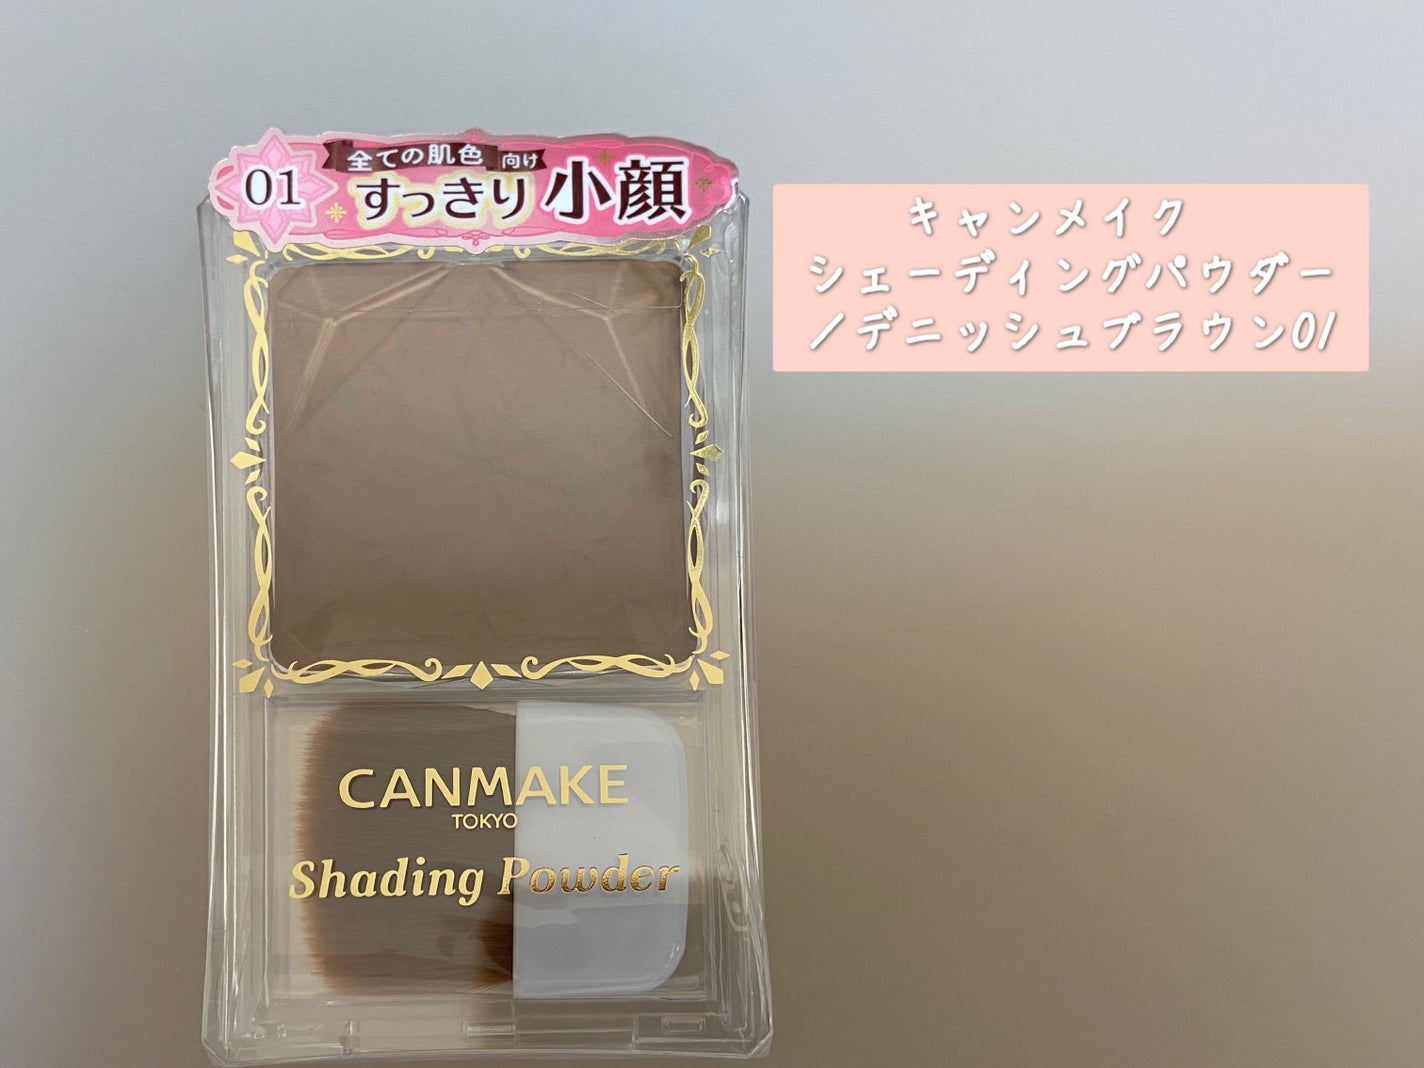 01
全ての肌色 向け
すっきり 小顔
CANMAKE
TOKYO
Shading Powder
キャンメイク
シェーディングパウダー
/デニッシュブラウン01